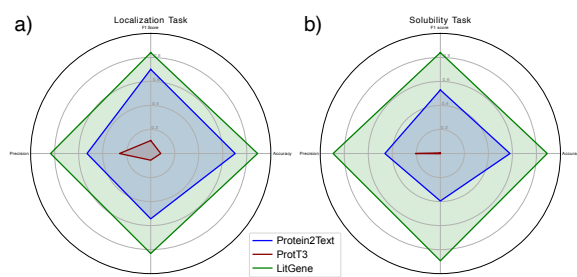 a)
Localization Task
F1 Score
Precision
Accuracy
b)
Solubility Task
F1 score
Precision
Accuracy
Protein2Text
ProtT3
LitGene